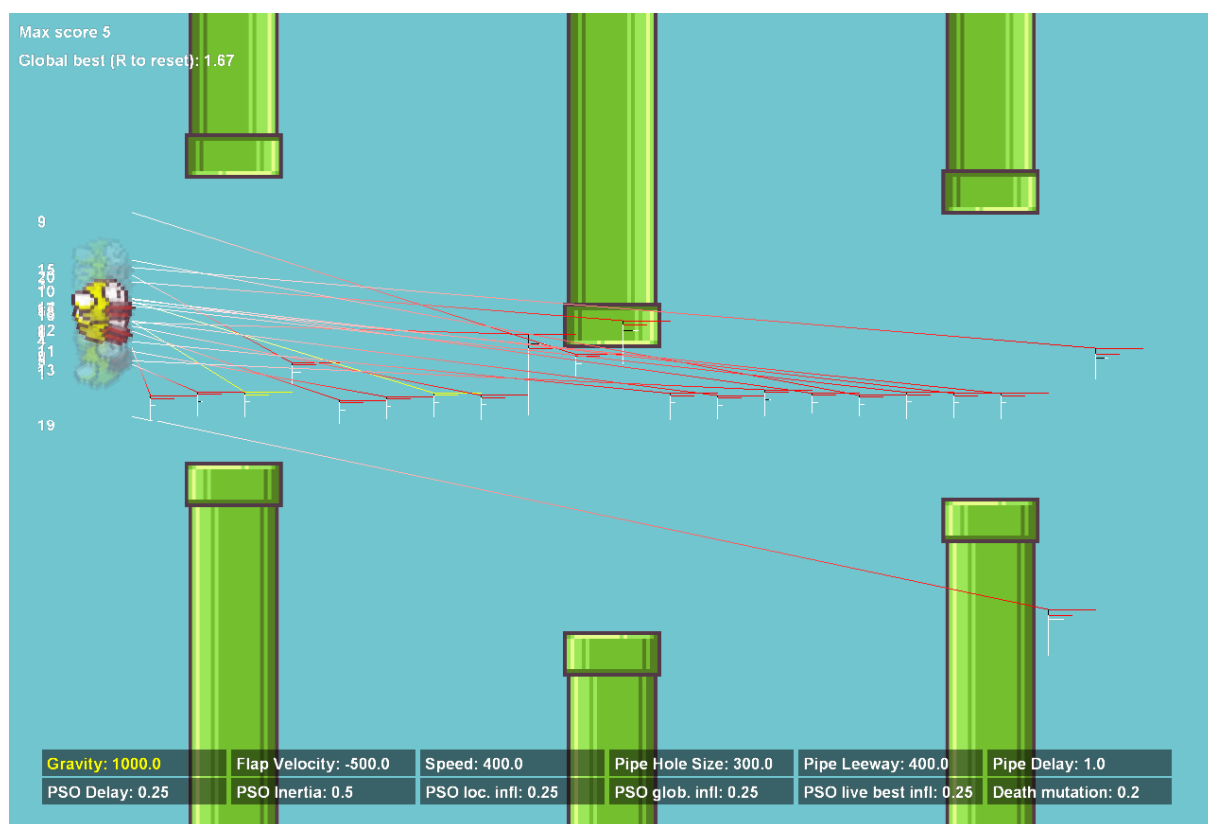 Max score 5
Global best (R to reset): 1.67
9
15
20
10
12
1
13
19
Gravity: 1000.0 Flap Velocity: -500.0 Speed: 400.0 Pipe Hole Size: 300.0 Pipe Leeway: 400.0 Pipe Delay: 1.0
PSO Delay: 0.25 PSO Inertia: 0.5 PSO loc. infl: 0.25 PSO glob. infl: 0.25 PSO live best infl: 0.25 Death mutation: 0.2